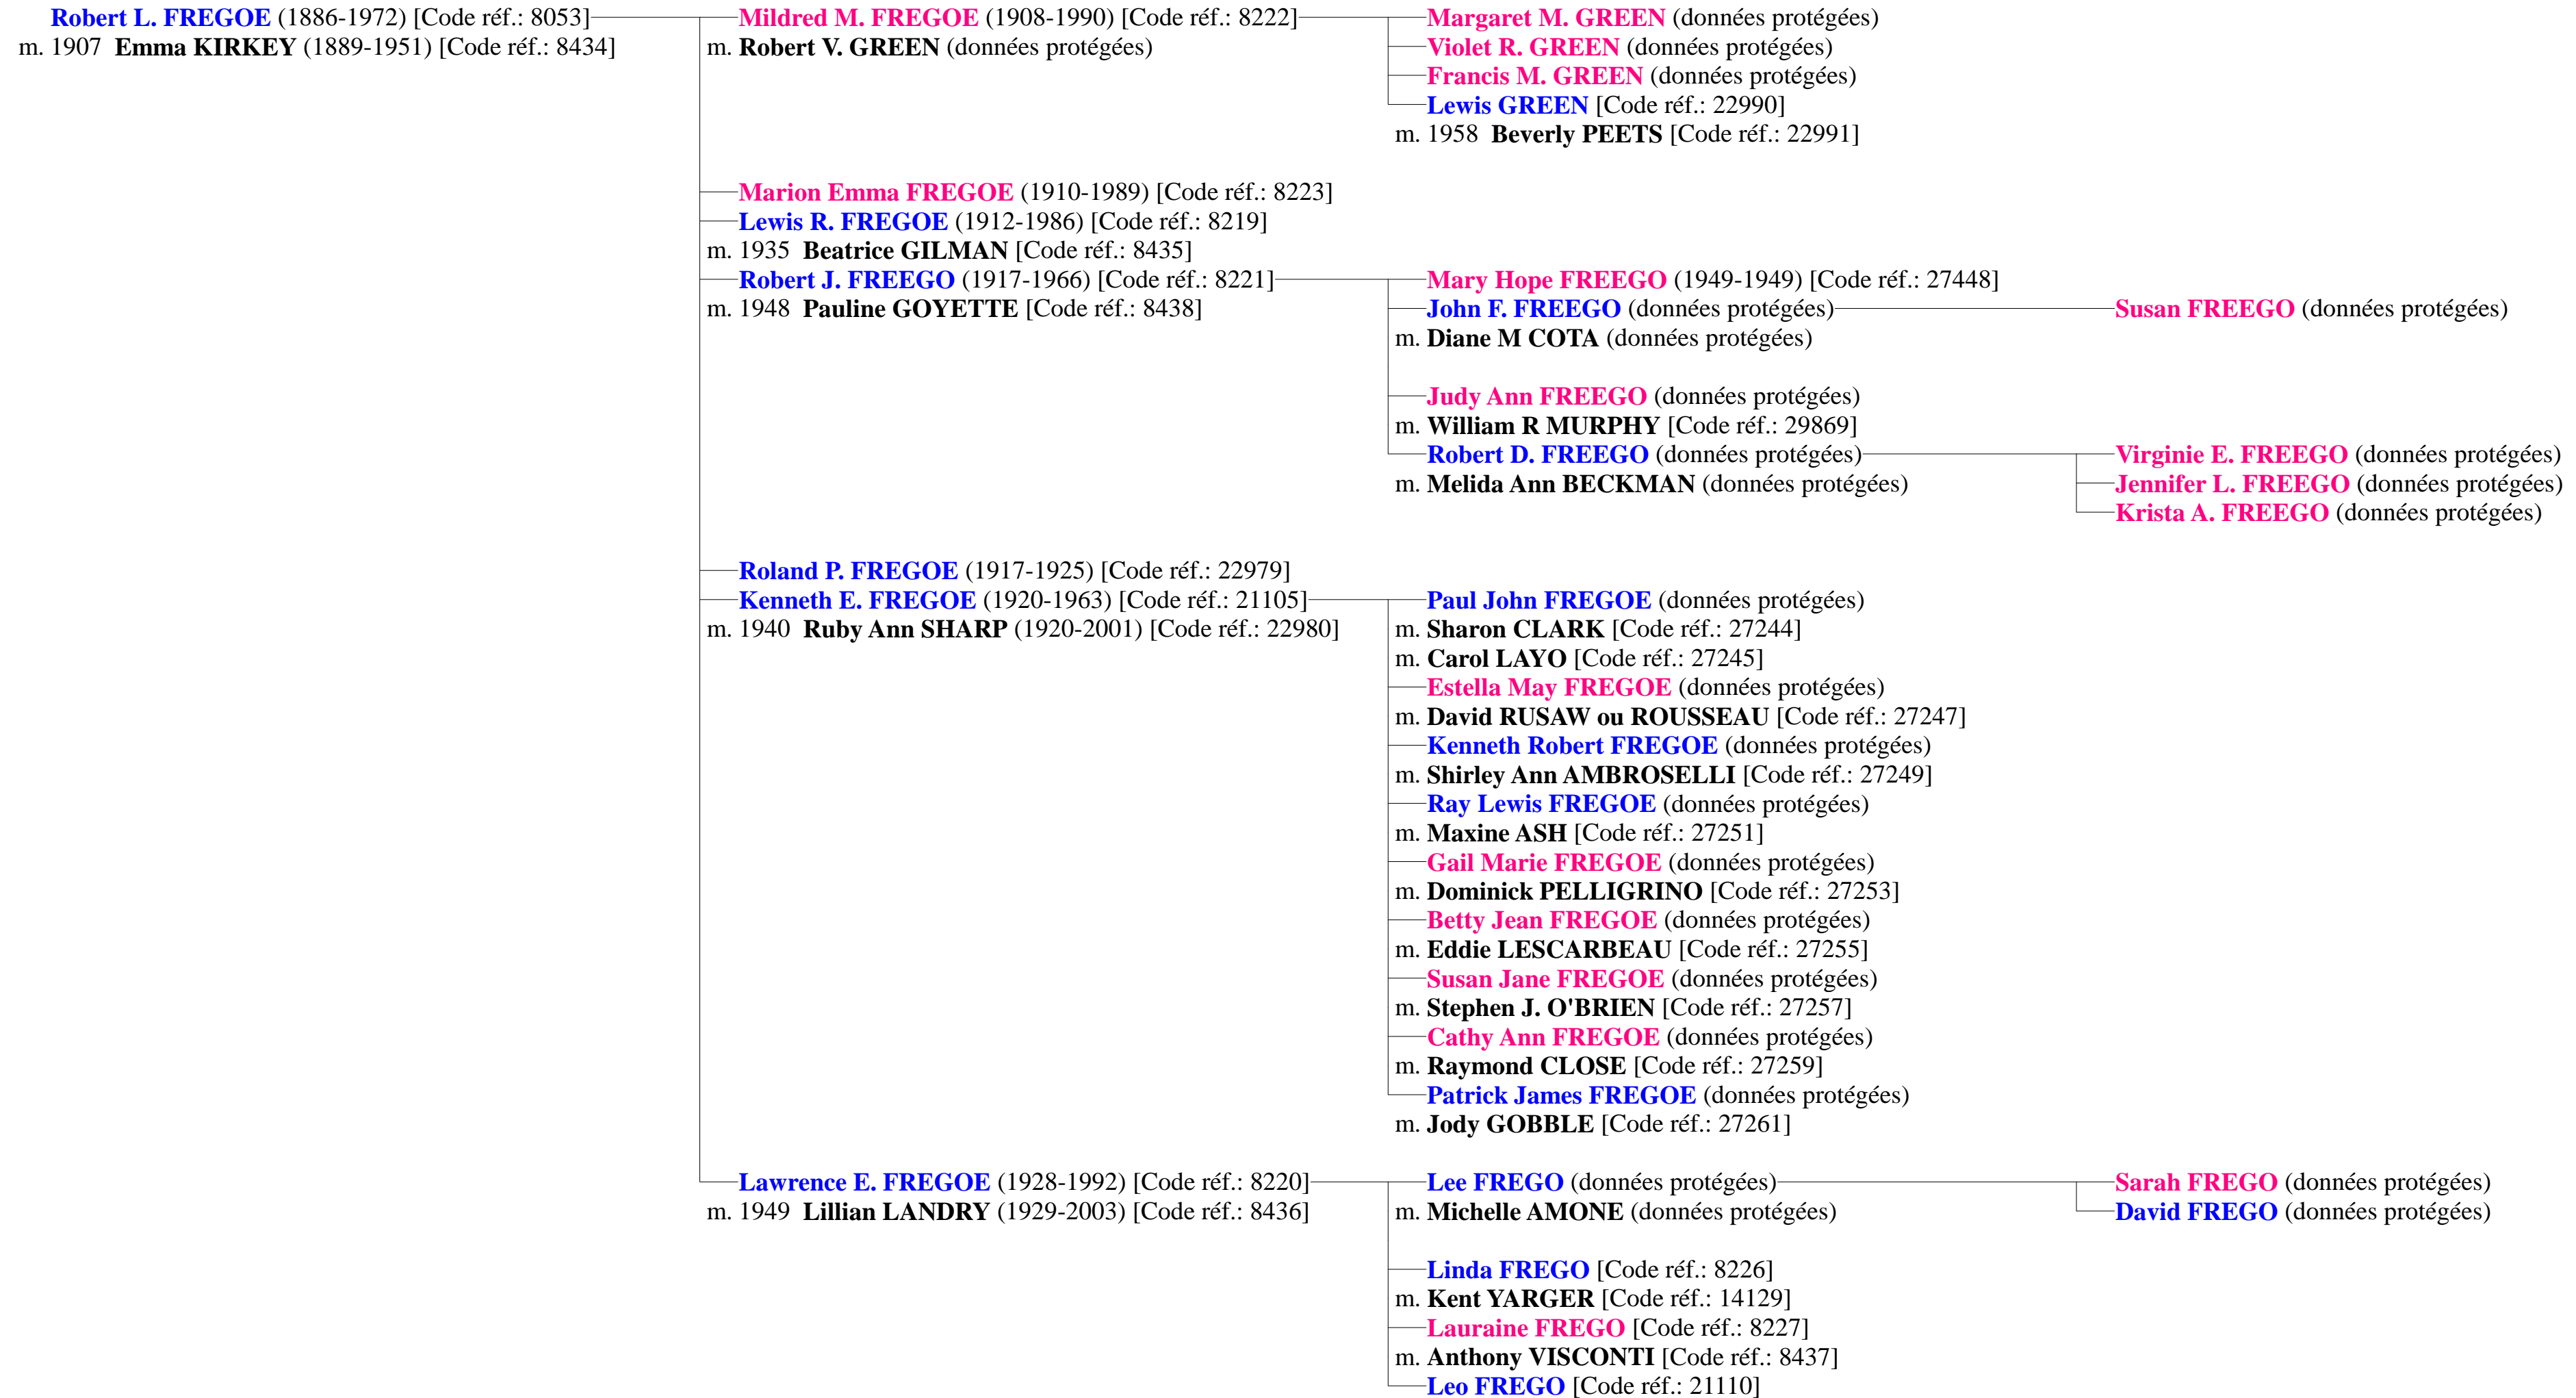 Robert L. FREGOE (1886-1972) [Code réf.: 8053]
m. 1907 Emma KIRKEY (1889-1951) [Code réf.: 8434]
Mildred M. FREGOE (1908-1990) [Code réf.: 8222]
m. Robert V. GREEN (données protégées)
Margaret M. GREEN (données protégées)
Violet R. GREEN (données protégées)
Francis M. GREEN (données protégées)
Lewis GREEN [Code réf.: 22990]
m. 1958 Beverly PEETS [Code réf.: 22991]
Marion Emma FREGOE (1910-1989) [Code réf.: 8223]
Lewis R. FREGOE (1912-1986) [Code réf.: 8219]
m. 1935 Beatrice GILMAN [Code réf.: 8435]
Robert J. FREEGO (1917-1966) [Code réf.: 8221]
m. 1948 Pauline GOYETTE [Code réf.: 8438]
Mary Hope FREEGO (1949-1949) [Code réf.: 27448]
John F. FREEGO (données protégées)
m. Diane M COTA (données protégées)
Susan FREEGO (données protégées)
Judy Ann FREEGO (données protégées)
m. William R MURPHY [Code réf.: 29869]
Robert D. FREEGO (données protégées)
m. Melida Ann BECKMAN (données protégées)
Virginie E. FREEGO (données protégées)
Jennifer L. FREEGO (données protégées)
Krista A. FREEGO (données protégées)
Roland P. FREGOE (1917-1925) [Code réf.: 22979]
Kenneth E. FREGOE (1920-1963) [Code réf.: 21105]
m. 1940 Ruby Ann SHARP (1920-2001) [Code réf.: 22980]
Paul John FREGOE (données protégées)
m. Sharon CLARK [Code réf.: 27244]
m. Carol LAYO [Code réf.: 27245]
Estella May FREGOE (données protégées)
m. David RUSAW ou ROUSSEAU [Code réf.: 27247]
Kenneth Robert FREGOE (données protégées)
m. Shirley Ann AMBROSELLI [Code réf.: 27249]
Ray Lewis FREGOE (données protégées)
m. Maxine ASH [Code réf.: 27251]
Gail Marie FREGOE (données protégées)
m. Dominick PELLIGRINO [Code réf.: 27253]
Betty Jean FREGOE (données protégées)
m. Eddie LESCARBEAU [Code réf.: 27255]
Susan Jane FREGOE (données protégées)
m. Stephen J. O'BRIEN [Code réf.: 27257]
Cathy Ann FREGOE (données protégées)
m. Raymond CLOSE [Code réf.: 27259]
Patrick James FREGOE (données protégées)
m. Jody GOBBLE [Code réf.: 27261]
Lawrence E. FREGOE (1928-1992) [Code réf.: 8220]
m. 1949 Lillian LANDRY (1929-2003) [Code réf.: 8436]
Lee FREGO (données protégées)
m. Michelle AMONE (données protégées)
Sarah FREGO (données protégées)
David FREGO (données protégées)
Linda FREGO [Code réf.: 8226]
m. Kent YARGER [Code réf.: 14129]
Lauraine FREGO [Code réf.: 8227]
m. Anthony VISCONTI [Code réf.: 8437]
Leo FREGO [Code réf.: 21110]